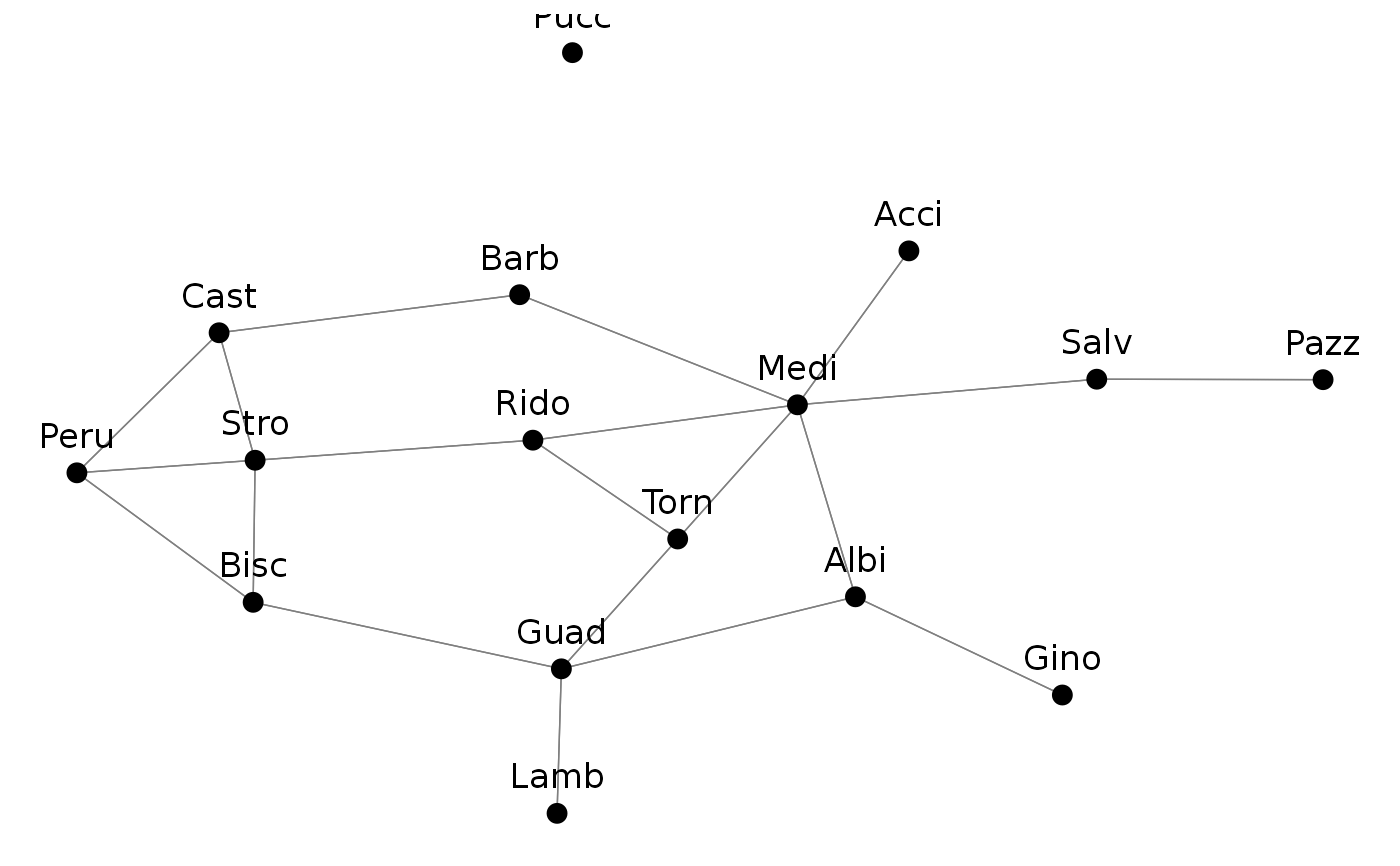 Pucc
Acci
Barb
Cast
Salv
Pazz
Medi
Rido
Stro
Peru
Torn
Albi
Bisc
Guad
Gino
Lamb